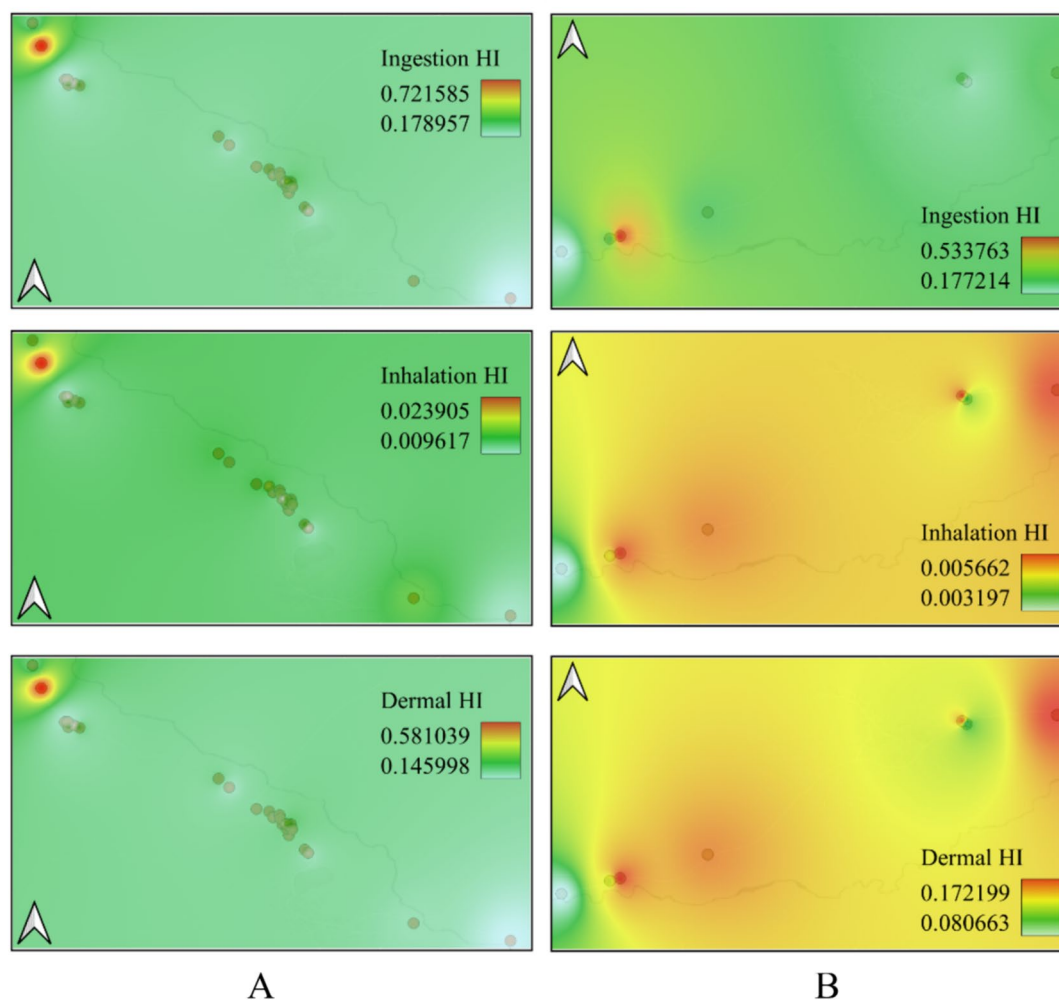 Ingestion HI
0.721585
0.178957
Ingestion HI
0.533763
0.177214
Inhalation HI
0.023905
0.009617
Inhalation HI
0.005662
0.003197
Dermal HI
0.581039
0.145998
Dermal HI
0.172199
0.080663
A
B